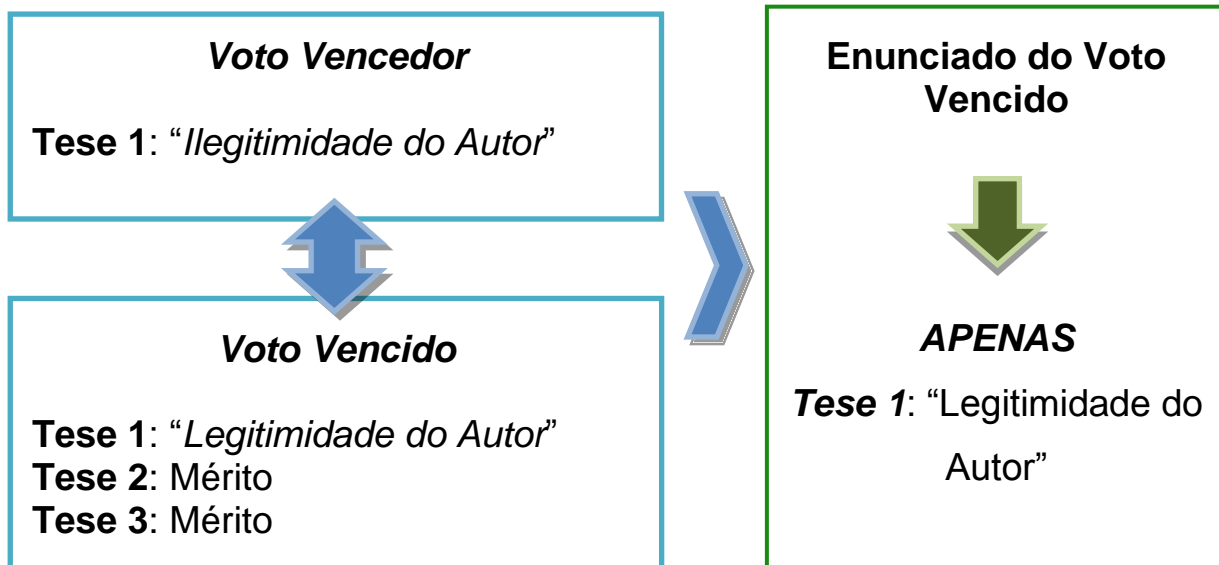 Voto Vencedor
Tese 1: “Ilegitimidade do Autor”
Voto Vencido
Tese 1: “Legitimidade do Autor”
Tese 2: Mérito
Tese 3: Mérito
Enunciado do Voto
Vencido
APENAS
Tese 1: “Legitimidade do
Autor”